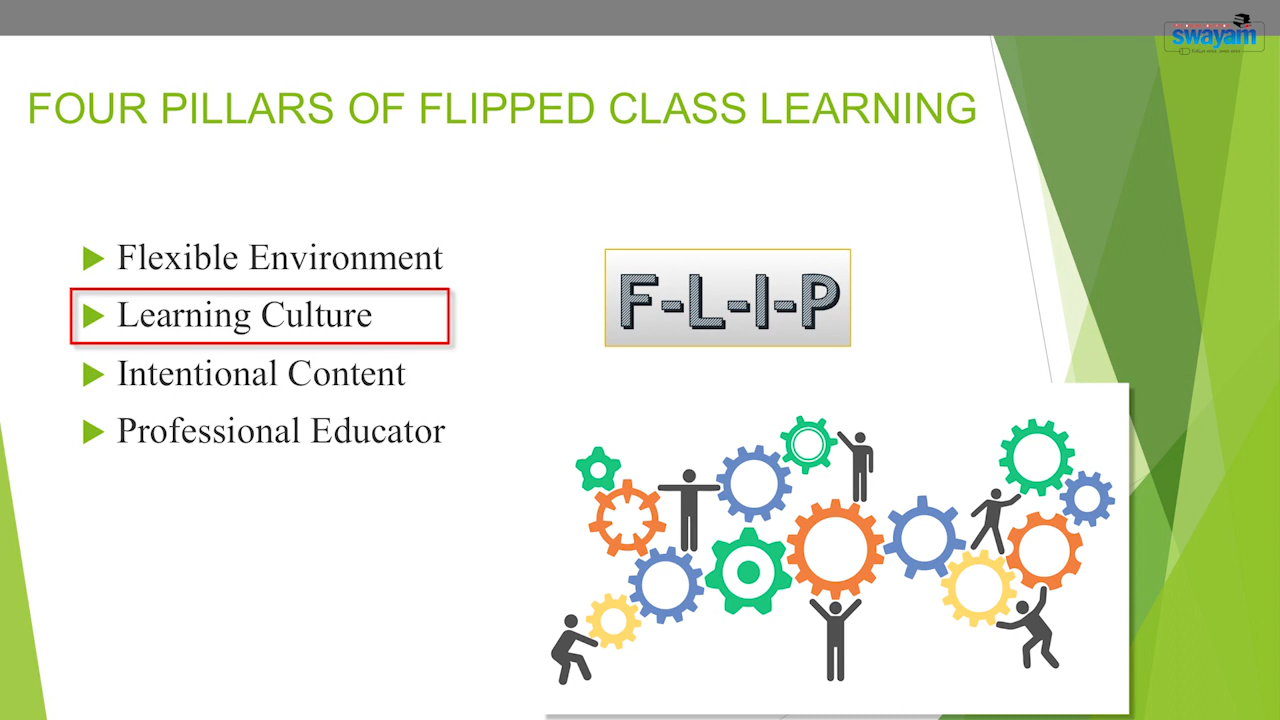 swayam
FOUR PILLARS OF FLIPPED CLASS LEARNING
Flexible Environment
Learning Culture
Intentional Content
Professional Educator
F-L-I-P